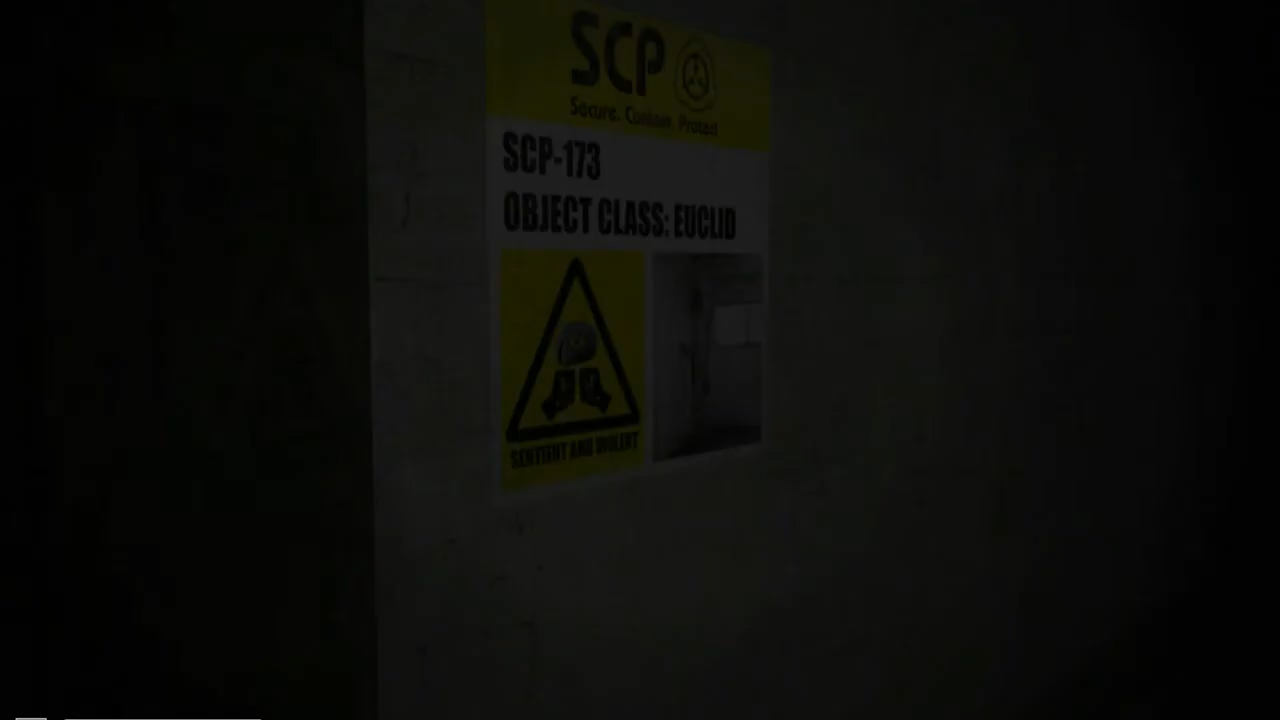 SCP
Secure. Contain. Protect
SCP-173
OBJECT CLASS: EUCLID
SENTIENT AND VIOLENT